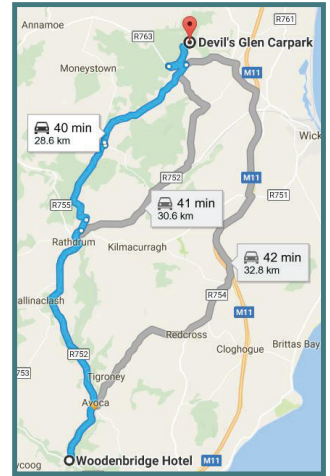 Annamoe
R761
R763
Devil's Glen Carpark
Moneystown
M11
Wick
40 min
28.6 km
R752
M11
R751
R755
41 min
30.6 km
Rathdrum
Kilmacurragh
42 min
32.8 km
allinaclash
R754
M11
Redcross
Brittas Bay
R752
Cloghogue
753
Tigroney
Avoca
ycoog
Woodenbridge Hotel
M11